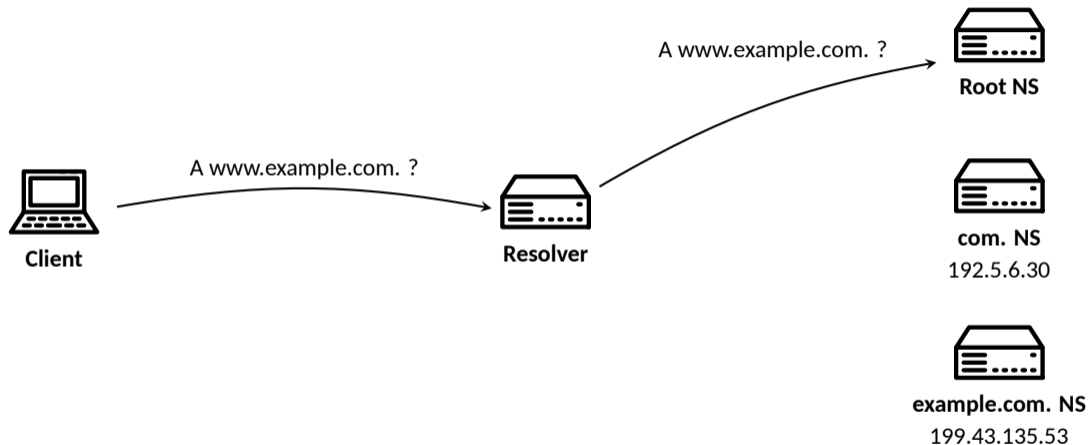 A www.example.com. ?
Root NS
A www.example.com. ?
Client
Resolver
com. NS
192.5.6.30
example.com. NS
199.43.135.53